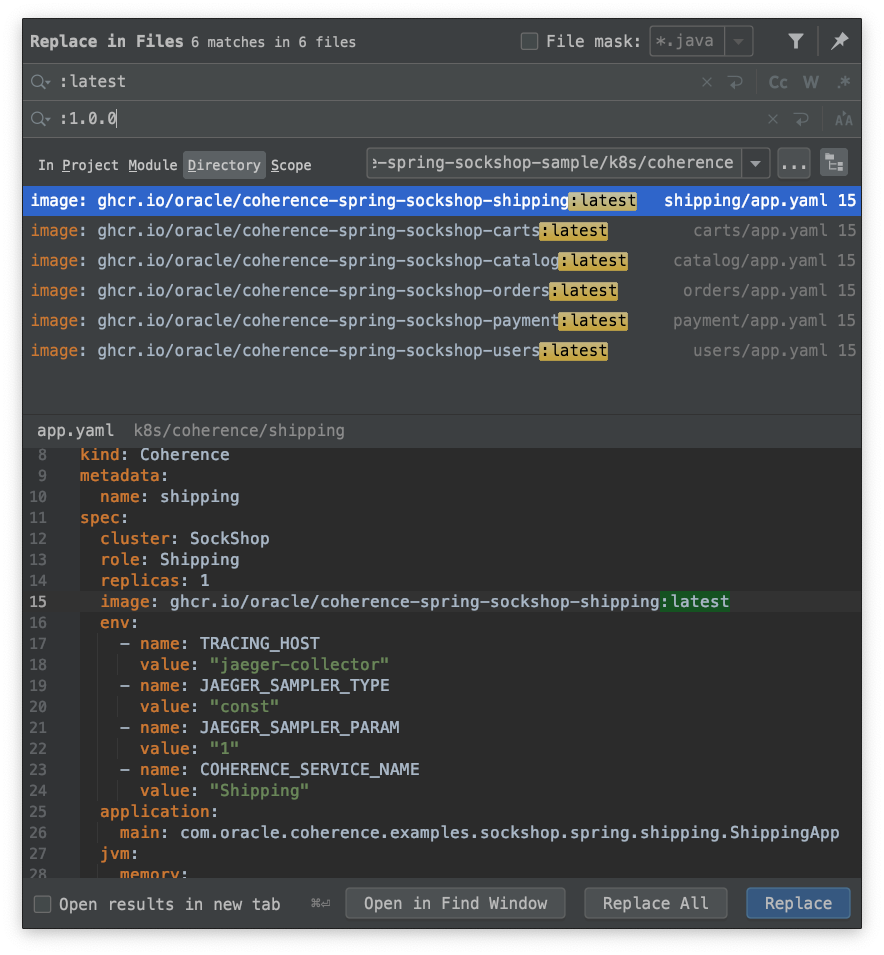 Replace in Files 6 matches in 6 files File mask: *.java
:latest Cc W .*
:1.0.0
In Project Module Directory Scope e-spring-sockshop-sample/k8s/coherence ...
image: ghcr.io/oracle/coherence-spring-sockshop-shipping:latest shipping/app.yaml 15
image: ghcr.io/oracle/coherence-spring-sockshop-carts:latest carts/app.yaml 15
image: ghcr.io/oracle/coherence-spring-sockshop-catalog:latest catalog/app.yaml 15
image: ghcr.io/oracle/coherence-spring-sockshop-orders:latest orders/app.yaml 15
image: ghcr.io/oracle/coherence-spring-sockshop-payment:latest payment/app.yaml 15
image: ghcr.io/oracle/coherence-spring-sockshop-users:latest users/app.yaml 15
app.yaml k8s/coherence/shipping
8 kind: Coherence
9 metadata:
10 name: shipping
11 spec:
12 cluster: SockShop
13 role: Shipping
14 replicas: 1
15 image: ghcr.io/oracle/coherence-spring-sockshop-shipping:latest
16 env:
17 - name: TRACING_HOST
18 value: "jaeger-collector"
19 - name: JAEGER_SAMPLER_TYPE
20 value: "const"
21 - name: JAEGER_SAMPLER_PARAM
22 value: "1"
23 - name: COHERENCE_SERVICE_NAME
24 value: "Shipping"
25 application:
26 main: com.oracle.coherence.examples.sockshop.spring.shipping.ShippingApp
27 jvm:
28 memory:
Open results in new tab ⌘⏎ Open in Find Window Replace All Replace